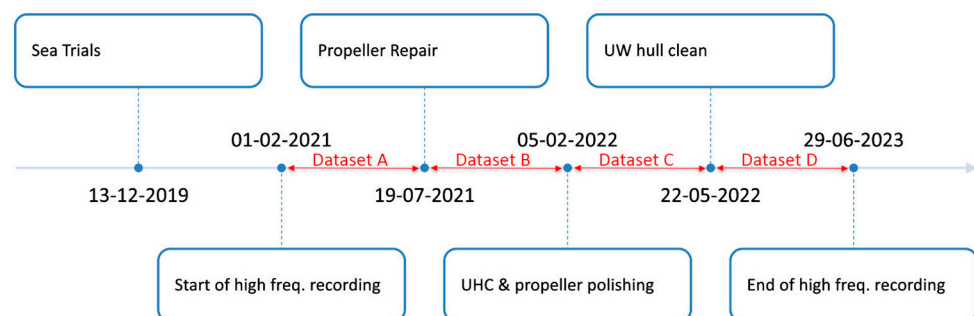 Sea Trials
Propeller Repair
UW hull clean
01-02-2021
05-02-2022
29-06-2023
Dataset A
Dataset B
Dataset C
Dataset D
13-12-2019
19-07-2021
22-05-2022
Start of high freq. recording
UHC & propeller polishing
End of high freq. recording